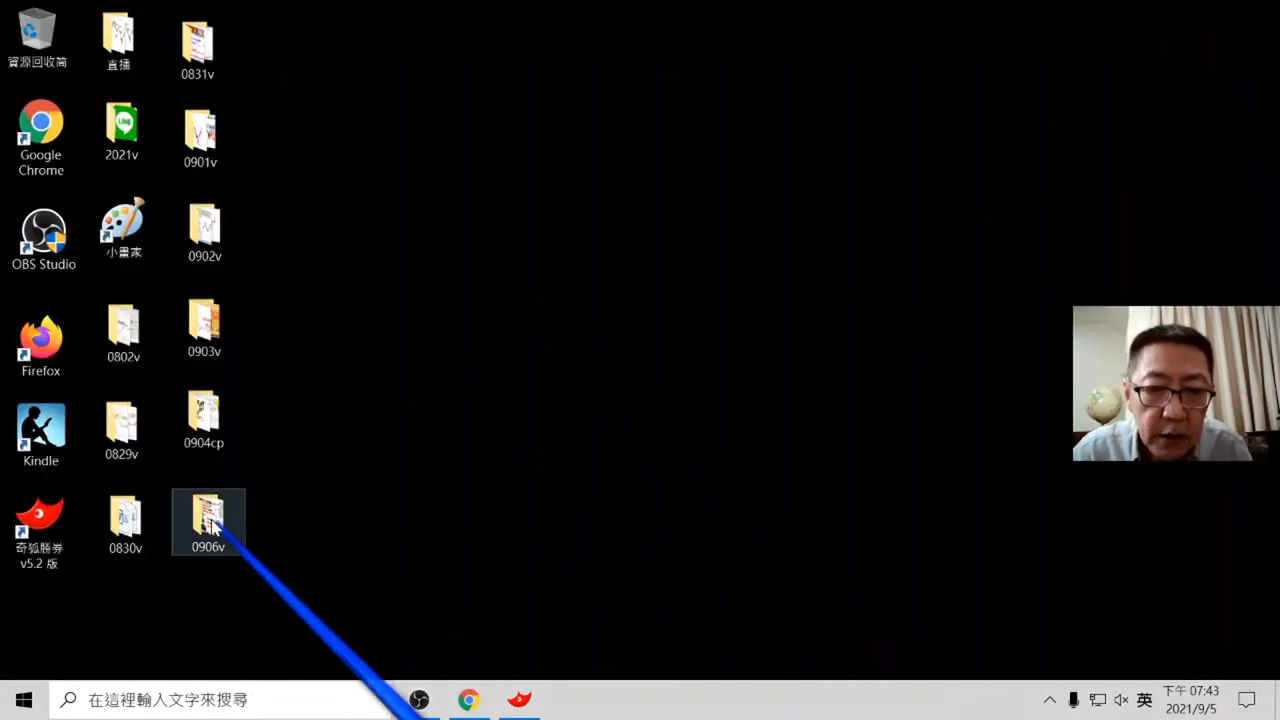 資源回收筒
直播
0831v
Google
Chrome
2021v
0901v
OBS Studio
小畫家
0902v
Firefox
0802v
0903v
Kindle
0829v
0904cp
奇狐勝券
v5.2 版
0830v
0906v
在這裡輸入文字來搜尋
英
下午 07:43
2021/9/5